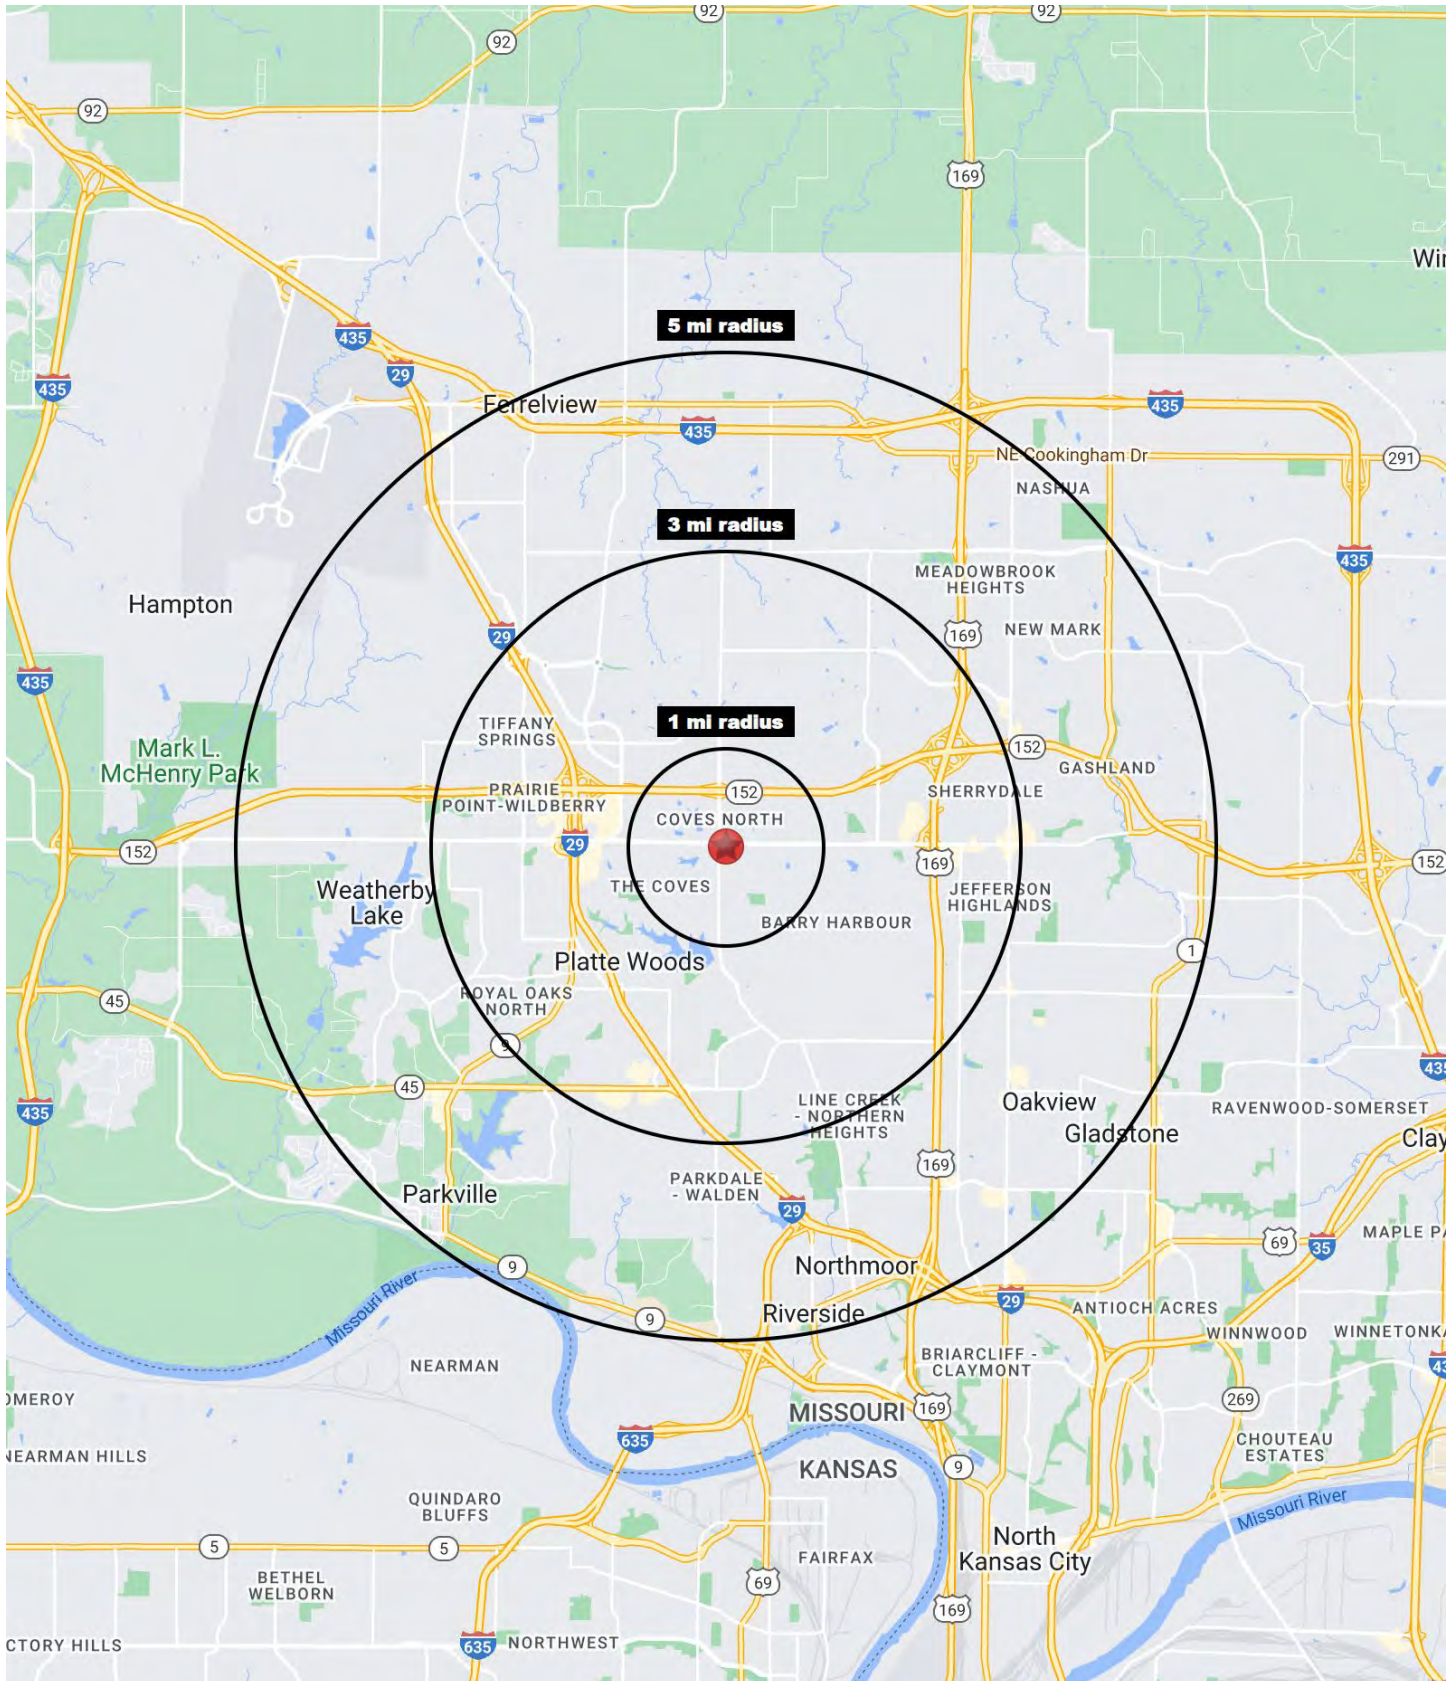 92
92
92
92
169
Wir
5 mi radius
435
29
435
Ferrelview
435
435
NE Cookingham Dr
291
NASHUA
3 mi radius
435
MEADOWBROOK
HEIGHTS
Hampton
29
169
NEW MARK
435
1 mi radius
TIFFANY
SPRINGS
Mark L.
McHenry Park
152
GASHLAND
PRAIRIE
POINT-WILDBERRY
152
SHERRYDALE
COVES NORTH
152
29
169
152
Weatherby
Lake
THE COVES
JEFFERSON
HIGHLANDS
BARRY HARBOUR
1
Platte Woods
45
ROYAL OAKS
NORTH
9
435
45
435
LINE CREEK
- NORTHERN
HEIGHTS
Oakview
RAVENWOOD-SOMERSET
Gladstone
Clay
169
PARKDALE
- WALDEN
Parkville
29
69
35
MAPLE PA
9
Northmoor
Missouri River
29
9
Riverside
ANTIOCH ACRES
WINNWOOD
WINNETONKA
NEARMAN
BRIARCLIFF -
CLAYMONT
43
OMEROY
169
269
MISSOURI
635
NEARMAN HILLS
KANSAS
9
CHOUTEAU
ESTATES
QUINDARO
BLUFFS
Missouri River
5
5
FAIRFAX
North
Kansas City
BETHEL
WELBORN
69
169
CTORY HILLS
635
NORTHWEST